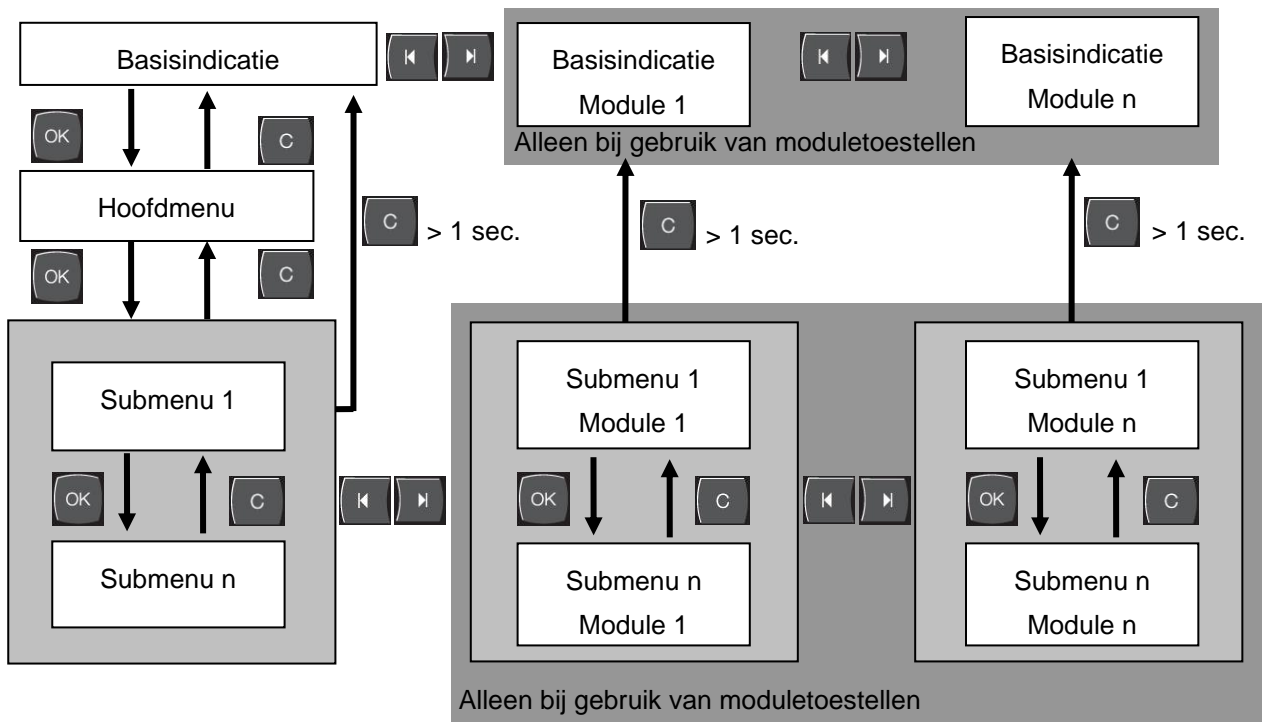 Basisindicatie
Basisindicatie
Module 1
Basisindicatie
Module n
Alleen bij gebruik van moduletoestellen
OK
C
Hoofdmenu
C > 1 sec.
C > 1 sec.
C > 1 sec.
OK
C
Submenu 1
Submenu 1
Module 1
Submenu 1
Module n
OK
C
OK
C
OK
C
Submenu n
Submenu n
Module 1
Submenu n
Module n
Alleen bij gebruik van moduletoestellen